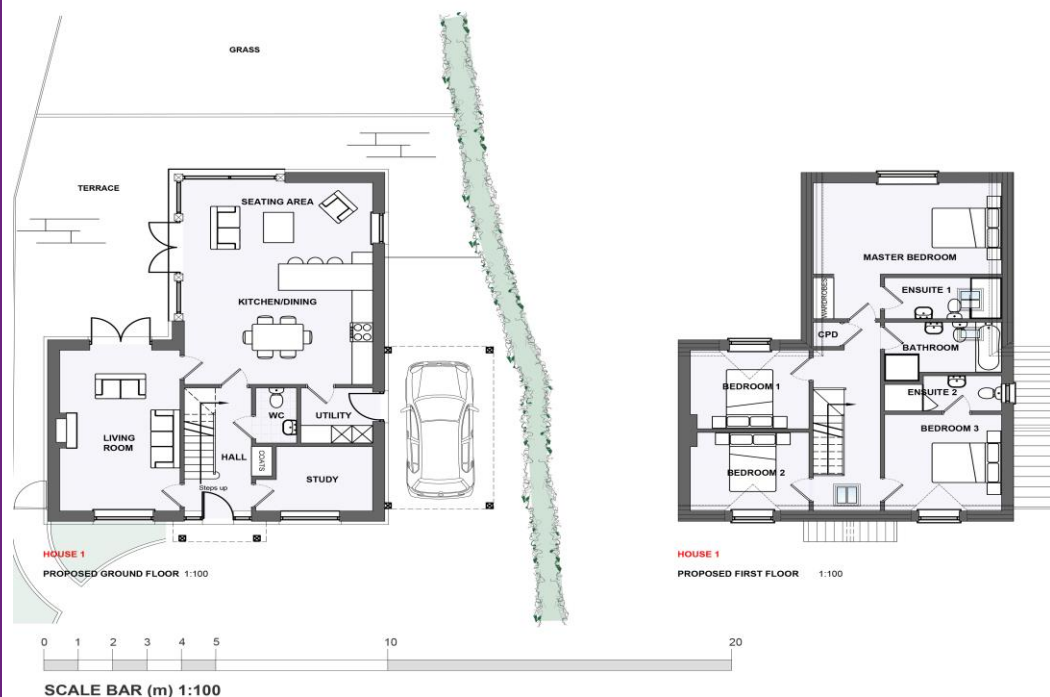 GRASS
TERRACE
SEATING AREA
KITCHEN/DINING
LIVING
ROOM
WC
UTILITY
HALL
COATS
STUDY
Steps up
HOUSE 1
PROPOSED GROUND FLOOR 1:100
MASTER BEDROOM
WARDROBES
ENSUITE 1
CPD
BATHROOM
BEDROOM 1
ENSUITE 2
BEDROOM 3
BEDROOM 2
HOUSE 1
PROPOSED FIRST FLOOR 1:100
0 1 2 3 4 5 10 20
SCALE BAR (m) 1:100